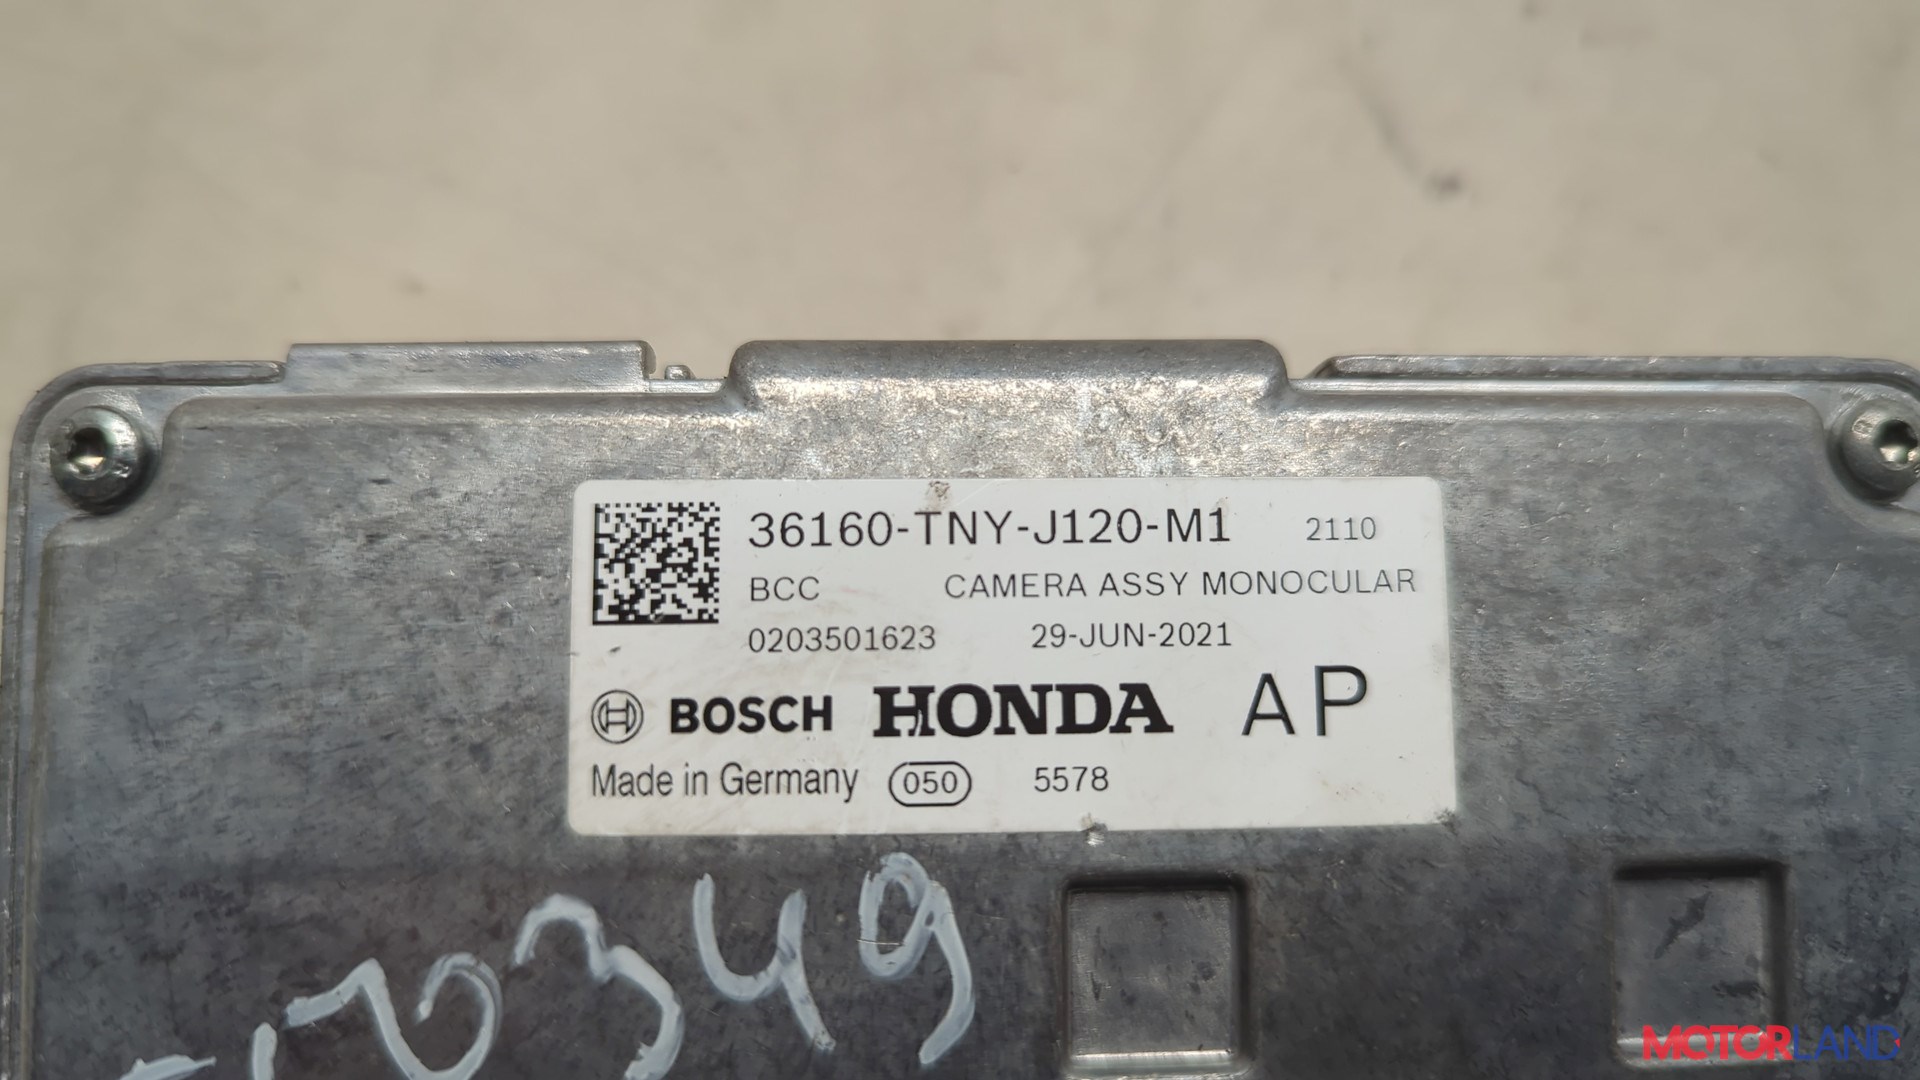 36160-TNY-J120-M1 2110
BCC CAMERA ASSY MONOCULAR
0203501623 29-JUN-2021
BOSCH HONDA AP
Made in Germany 050 5578
MOTORLAND